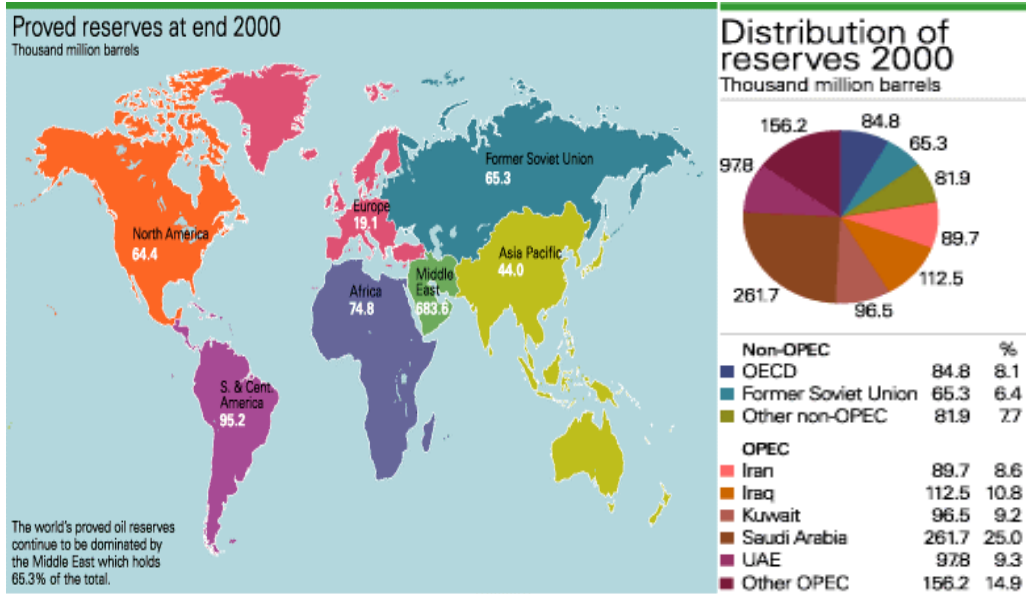 Proved reserves at end 2000
Thousand million barrels
North America
64.4
S. & Cent.
America
95.2
Europe
19.1
Former Soviet Union
65.3
Africa
74.8
Middle
East
683.6
Asia Pacific
44.0
The world's proved oil reserves
continue to be dominated by
the Middle East which holds
65.3% of the total.
Distribution of
reserves 2000
Thousand million barrels
84.8
65.3
81.9
89.7
112.5
96.5
261.7
97.8
156.2
Non-OPEC %
OECD 84.8 8.1
Former Soviet Union 65.3 6.4
Other non-OPEC 81.9 7.7
OPEC
Iran 89.7 8.6
Iraq 112.5 10.8
Kuwait 96.5 9.2
Saudi Arabia 261.7 25.0
UAE 97.8 9.3
Other OPEC 156.2 14.9